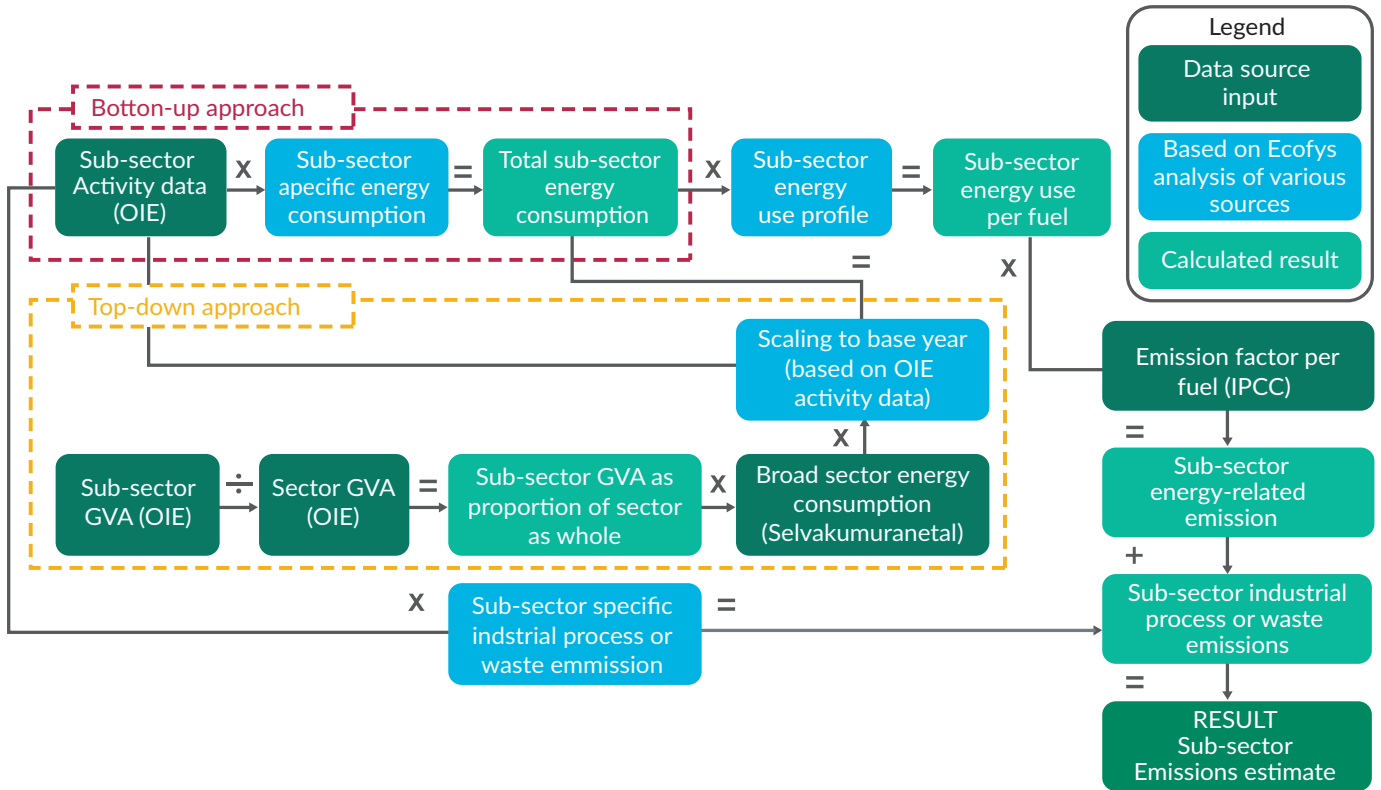 Legend
Data source
input
Based on Ecofys
analysis of various
sources
Calculated result
Botton-up approach
Sub-sector
Activity data
(OIE)
x
Sub-sector
apecific energy
consumption
=
Total sub-sector
energy
consumption
x
Sub-sector
energy
use profile
=
Sub-sector
energy use
per fuel
x
Emission factor per
fuel (IPCC)
=
Top-down approach
Scaling to base year
(based on OIE
activity data)
=
x
Sub-sector
GVA (OIE)
÷
Sector GVA
(OIE)
=
Sub-sector GVA as
proportion of sector
as whole
x
Broad sector energy
consumption
(Selvakumuranetal)
Sub-sector
energy-related
emission
+
x
Sub-sector specific
indstrial process or
waste emmission
=
Sub-sector industrial
process or waste
emissions
=
RESULT
Sub-sector
Emissions estimate